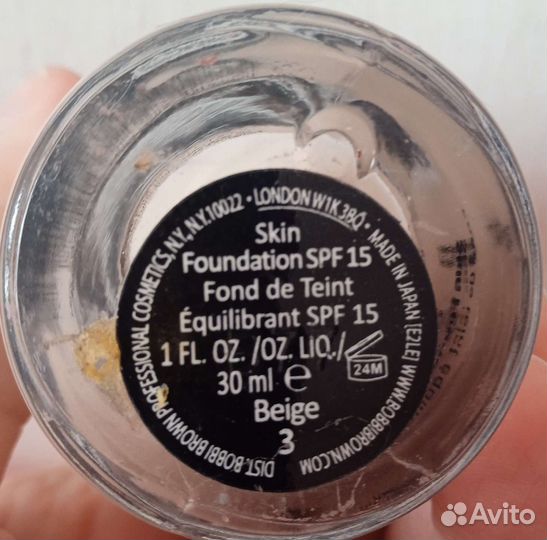 DIST. BOBBI BROWN PROFESSIONAL COSMETICS, N.Y., N.Y.10022 • LONDON W1K 3BQ • MADE IN JAPAN [E2LE] WWW.BOBBIBROWN.COM
Skin
Foundation SPF 15
Fond de Teint
Équilibrant SPF 15
1 FL. OZ. /OZ. LIQ./
24M
30 ml ℮
Beige
3
Avito